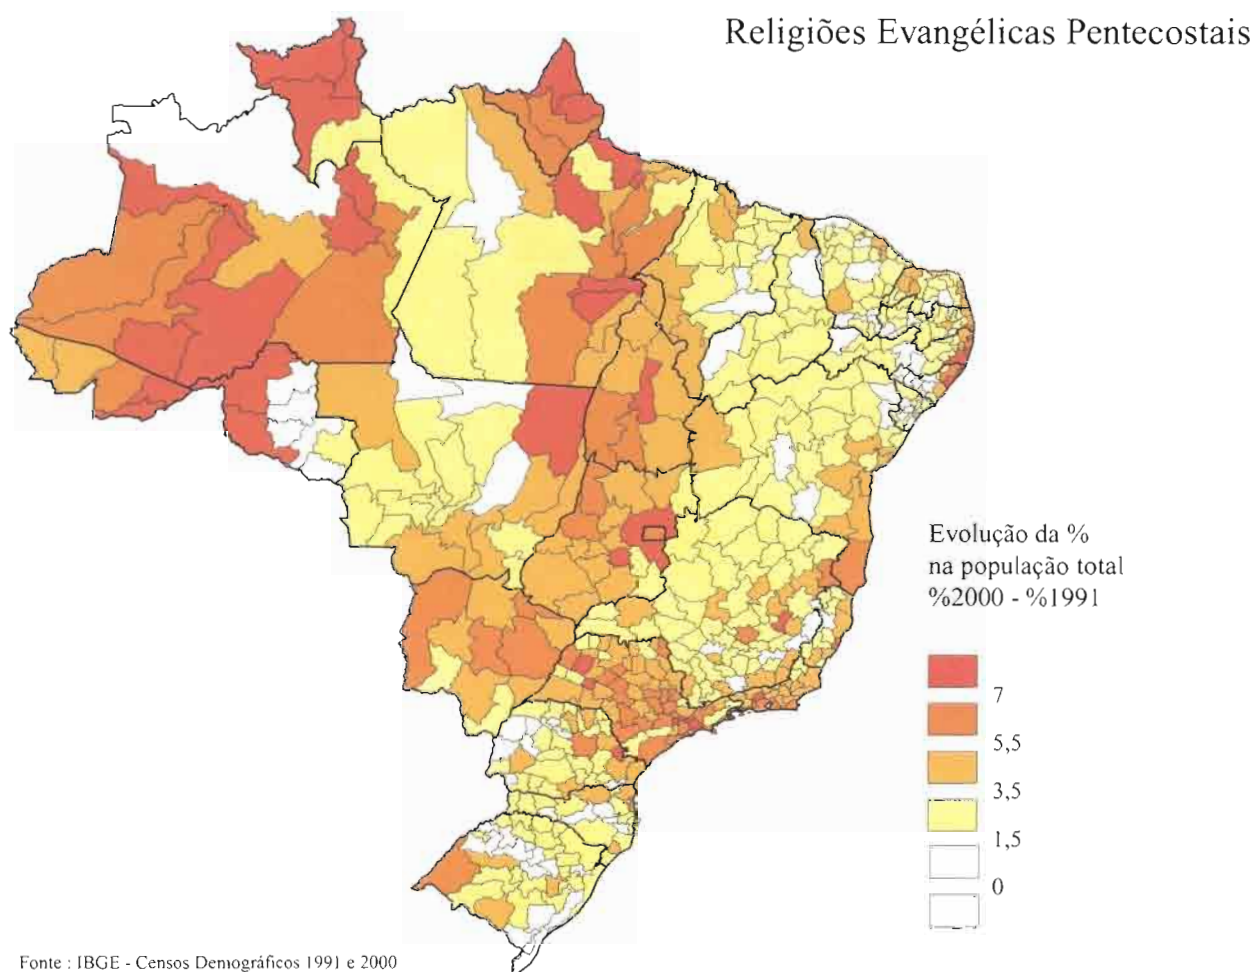 Religiões Evangélicas Pentecostais
Evolução da %
na população total
%2000 - %1991
7
5,5
3,5
1,5
0
Fonte : IBGE - Censos Demográficos 1991 e 2000